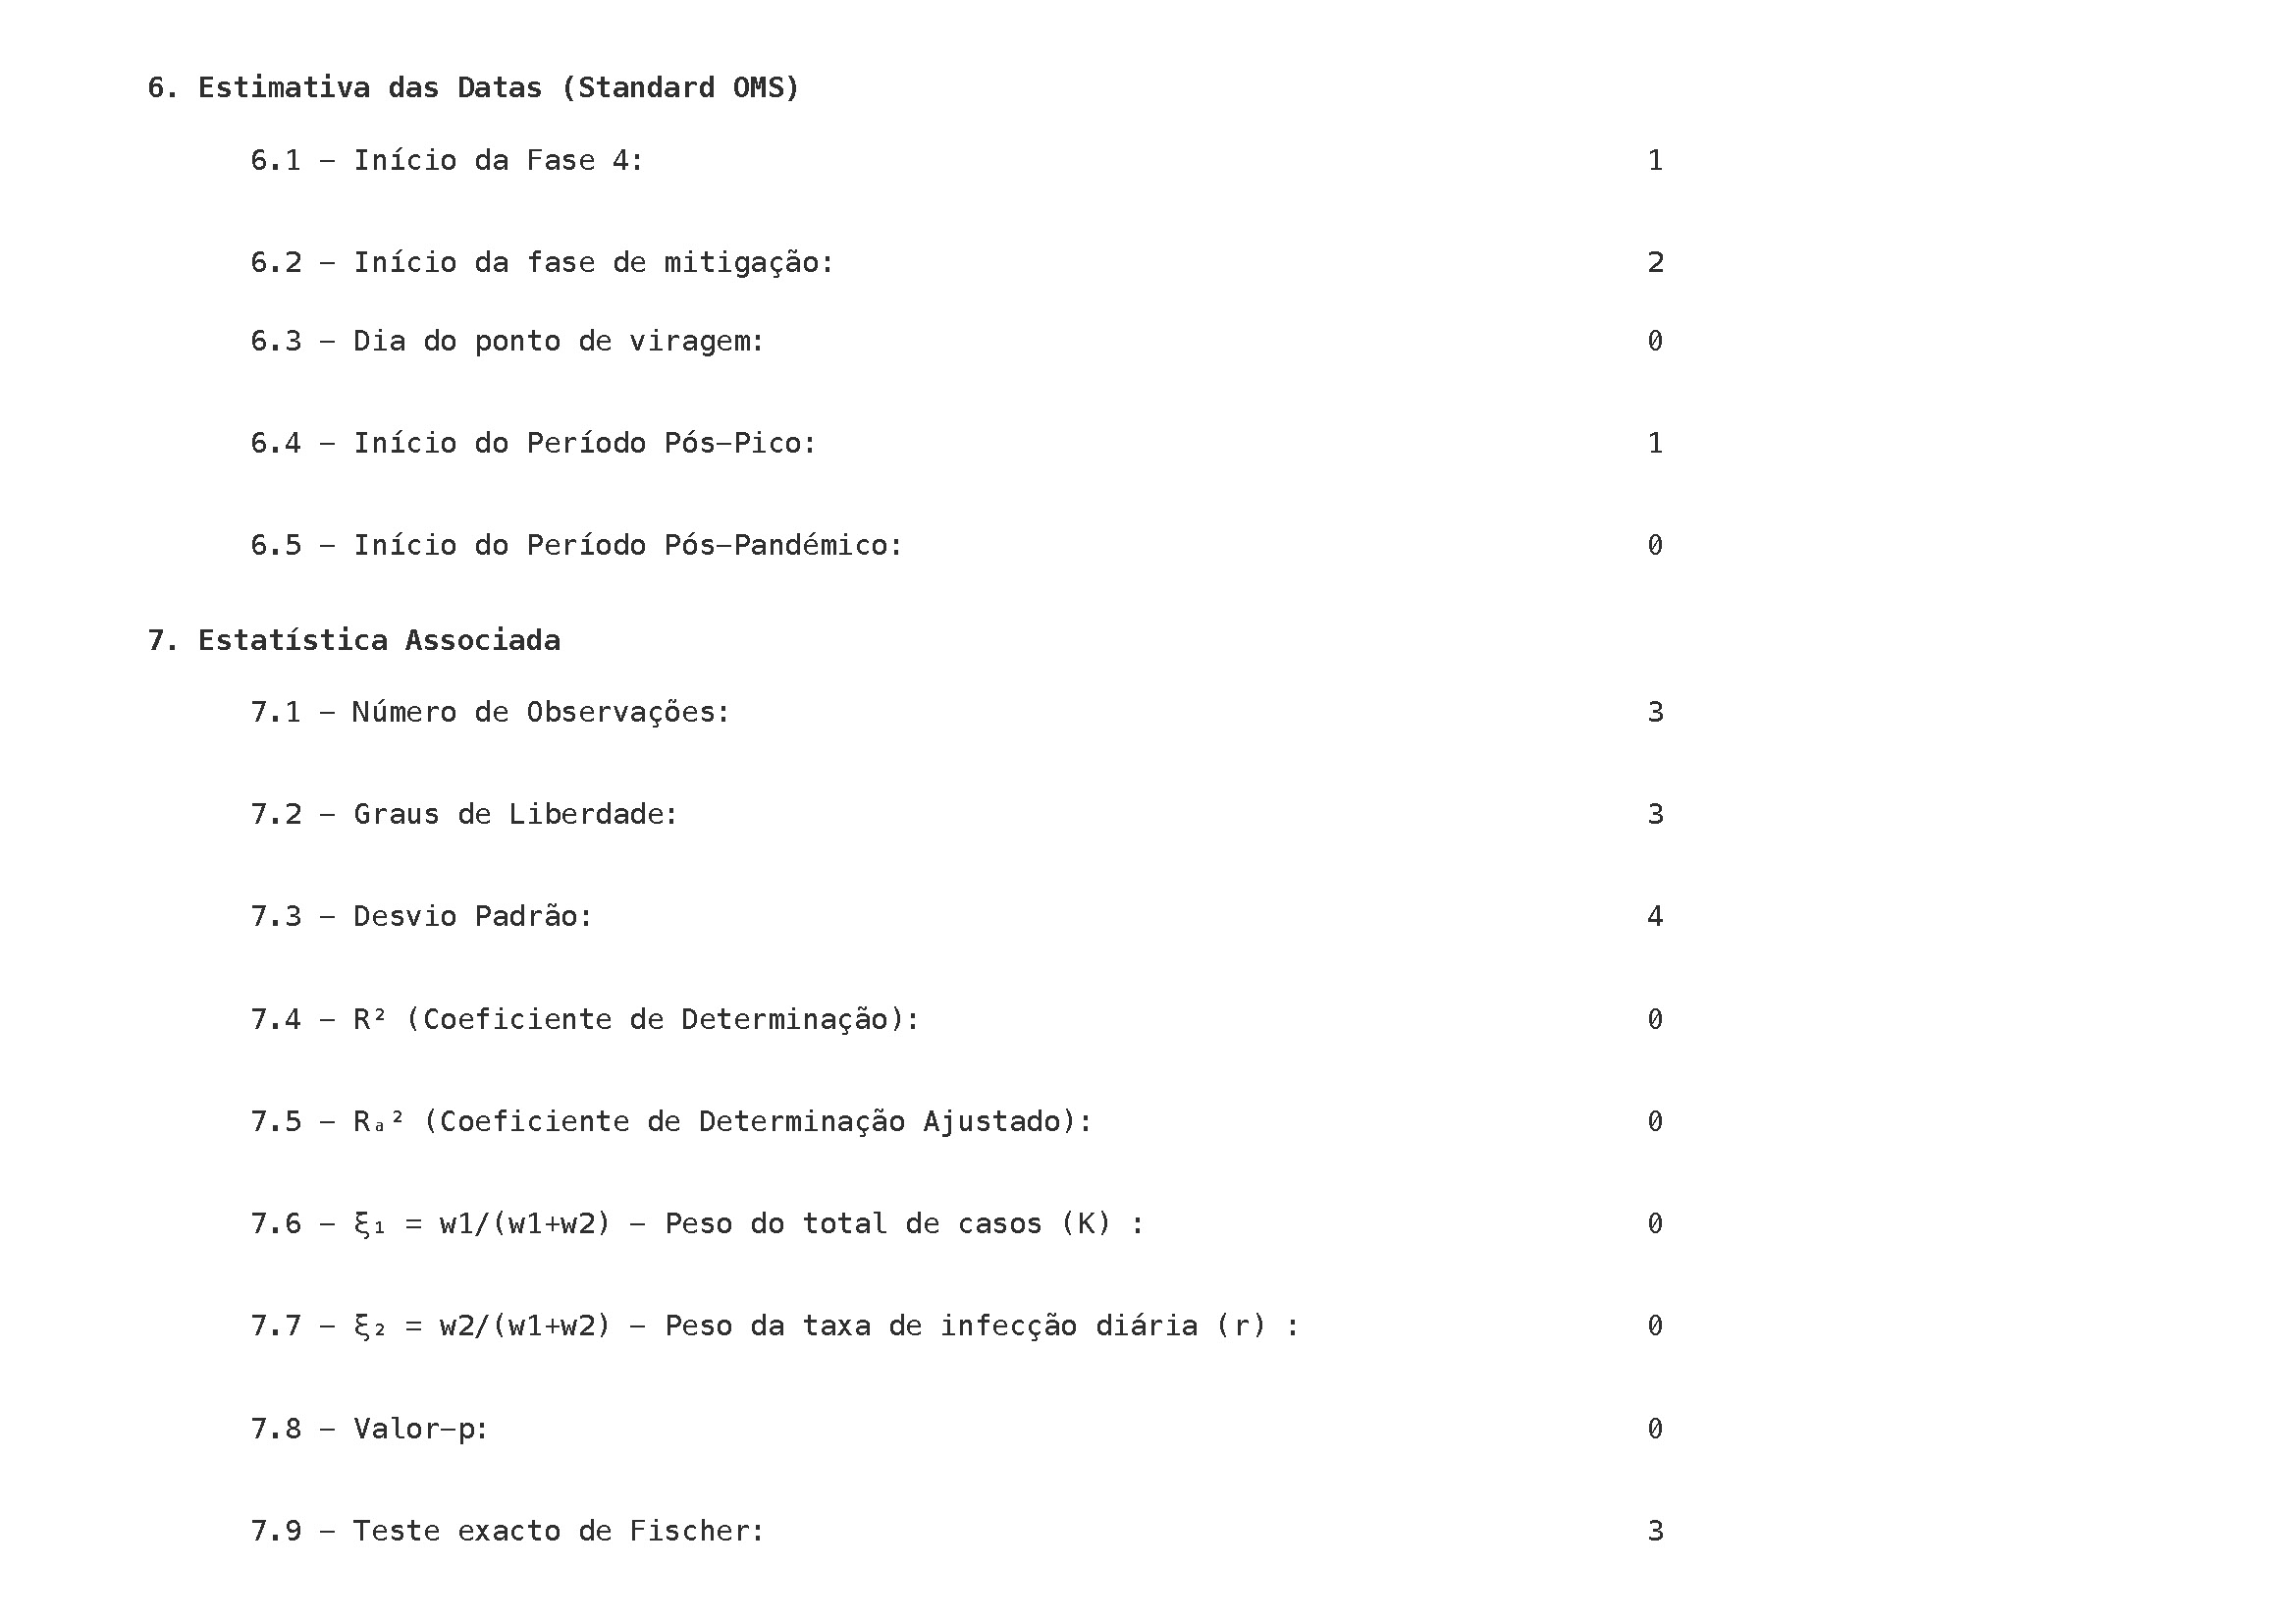 6. Estimativa das Datas (Standard OMS)
6.1 – Início da Fase 4: 1
6.2 – Início da fase de mitigação: 2
6.3 – Dia do ponto de viragem: 0
6.4 – Início do Período Pós–Pico: 1
6.5 – Início do Período Pós–Pandémico: 0
7. Estatística Associada
7.1 – Número de Observações: 3
7.2 – Graus de Liberdade: 3
7.3 – Desvio Padrão: 4
7.4 – R² (Coeficiente de Determinação): 0
7.5 – Rₐ² (Coeficiente de Determinação Ajustado): 0
7.6 – ξ₁ = w1/(w1+w2) – Peso do total de casos (K) : 0
7.7 – ξ₂ = w2/(w1+w2) – Peso da taxa de infecção diária (r) : 0
7.8 – Valor–p: 0
7.9 – Teste exacto de Fischer: 3